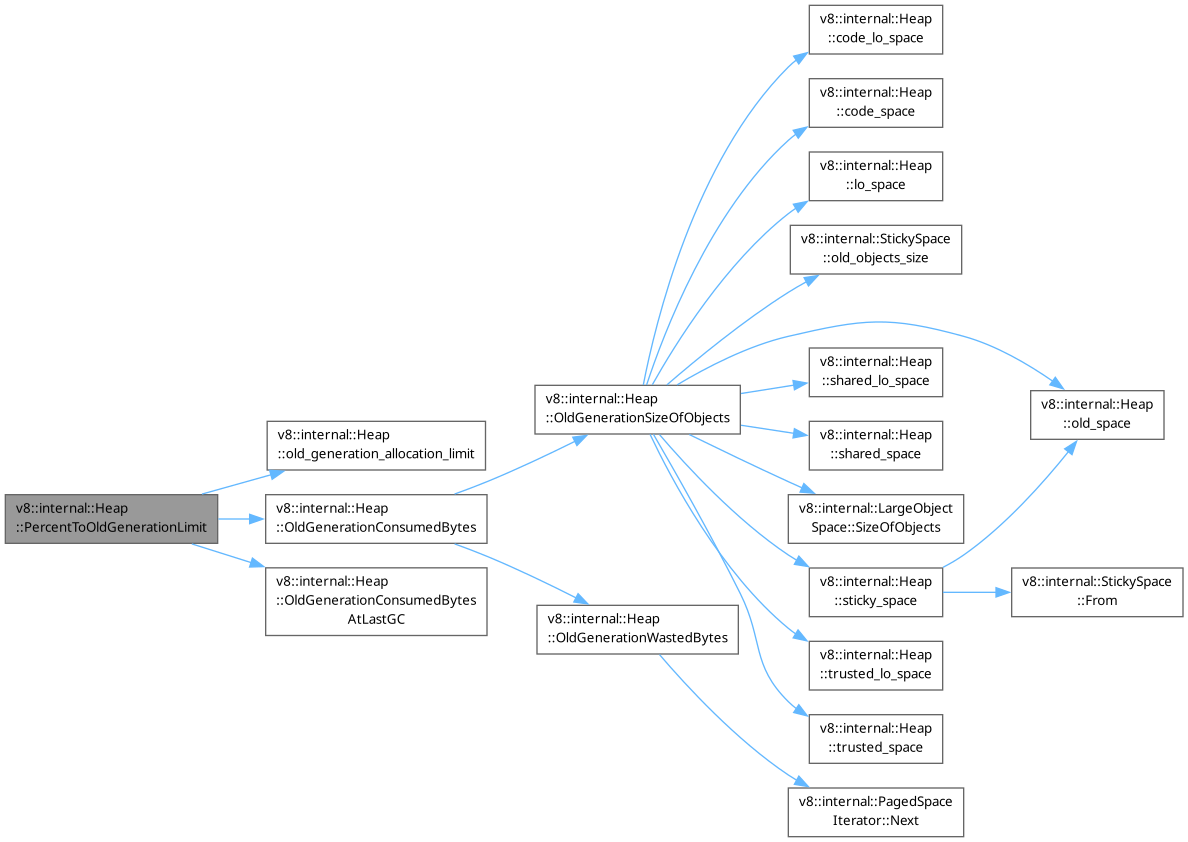 v8::internal::Heap
::PercentToOldGenerationLimit
v8::internal::Heap
::old_generation_allocation_limit
v8::internal::Heap
::OldGenerationConsumedBytes
v8::internal::Heap
::OldGenerationConsumedBytes
AtLastGC
v8::internal::Heap
::OldGenerationSizeOfObjects
v8::internal::Heap
::OldGenerationWastedBytes
v8::internal::Heap
::code_lo_space
v8::internal::Heap
::code_space
v8::internal::Heap
::lo_space
v8::internal::StickySpace
::old_objects_size
v8::internal::Heap
::shared_lo_space
v8::internal::Heap
::shared_space
v8::internal::LargeObject
Space::SizeOfObjects
v8::internal::Heap
::sticky_space
v8::internal::Heap
::trusted_lo_space
v8::internal::Heap
::trusted_space
v8::internal::PagedSpace
Iterator::Next
v8::internal::Heap
::old_space
v8::internal::StickySpace
::From